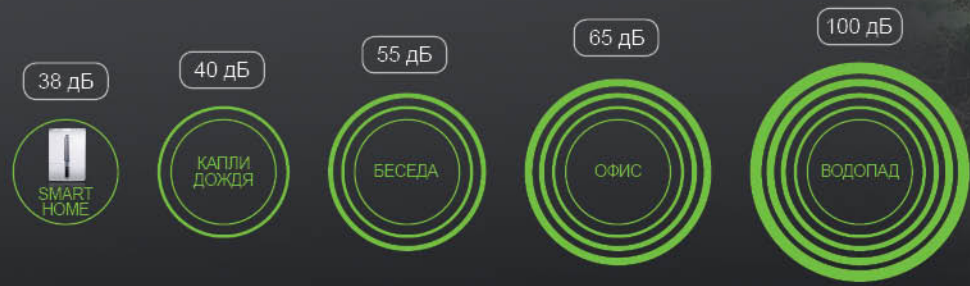 38 дБ
40 дБ
55 дБ
65 дБ
100 дБ
SMART
HOME
КАПЛИ
ДОЖДЯ
БЕСЕДА
ОФИС
ВОДОПАД